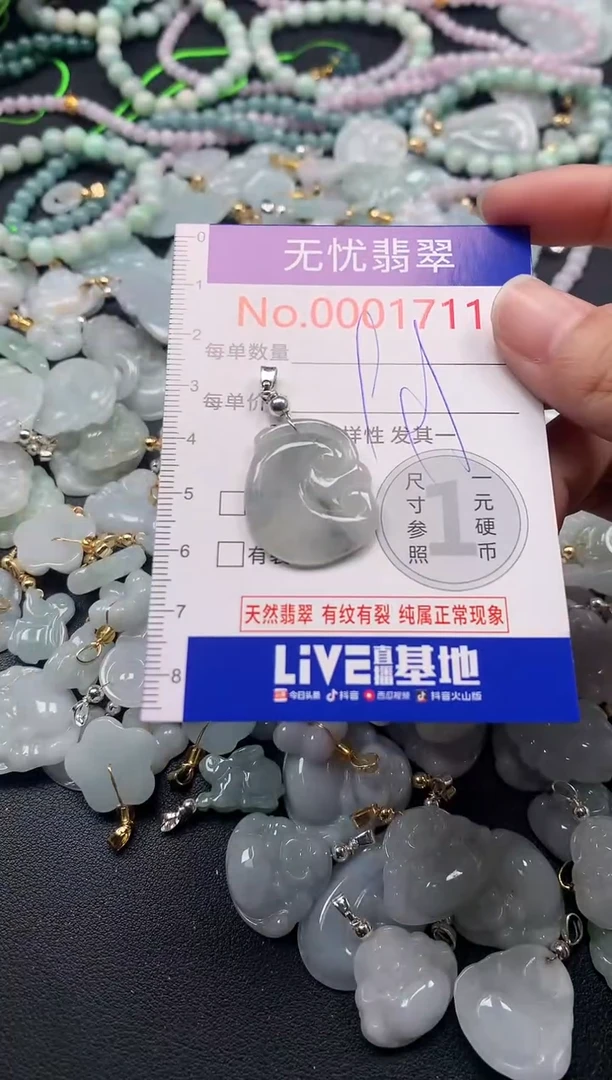 无忧翡翠
No.0001711
每单数量
每单价
样性 发其一
有裂
尺寸参照
1
一元硬币
天然翡翠 有纹有裂 纯属正常现象
LiVE直播基地
今日头条 抖音 西瓜视频 抖音火山版
0
1
2
3
4
5
6
7
8